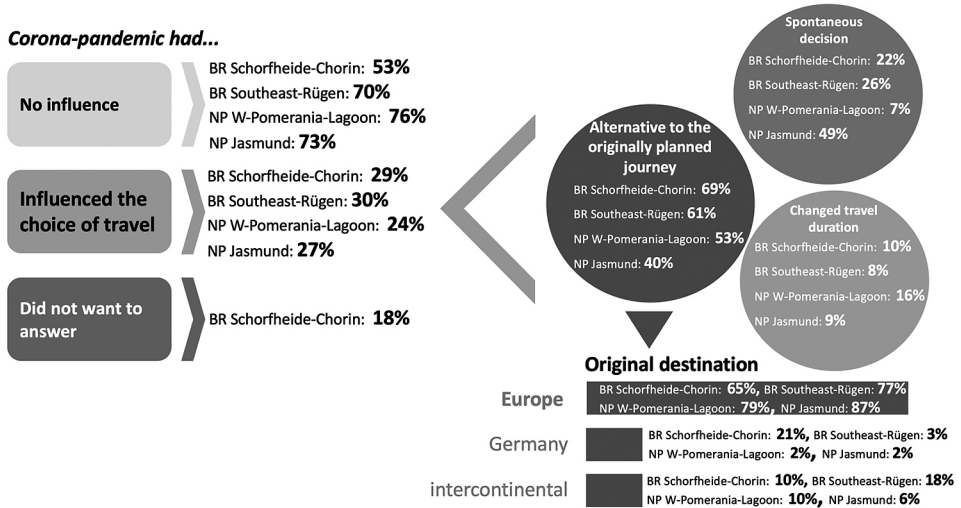 Corona-pandemic had...
No influence
BR Schorfheide-Chorin: 53%
BR Southeast-Rügen: 70%
NP W-Pomerania-Lagoon: 76%
NP Jasmund: 73%
Influenced the
choice of travel
BR Schorfheide-Chorin: 29%
BR Southeast-Rügen: 30%
NP W-Pomerania-Lagoon: 24%
NP Jasmund: 27%
Did not want to
answer
BR Schorfheide-Chorin: 18%
Alternative to the
originally planned
journey
BR Schorfheide-Chorin: 69%
BR Southeast-Rügen: 61%
NP W-Pomerania-Lagoon: 53%
NP Jasmund: 40%
Spontaneous
decision
BR Schorfheide-Chorin: 22%
BR Southeast-Rügen: 26%
NP W-Pomerania-Lagoon: 7%
NP Jasmund: 49%
Changed travel
duration
BR Schorfheide-Chorin: 10%
BR Southeast-Rügen: 8%
NP W-Pomerania-Lagoon: 16%
NP Jasmund: 9%
Original destination
Europe
BR Schorfheide-Chorin: 65%, BR Southeast-Rügen: 77%
NP W-Pomerania-Lagoon: 79%, NP Jasmund: 87%
Germany
BR Schorfheide-Chorin: 21%, BR Southeast-Rügen: 3%
NP W-Pomerania-Lagoon: 2%, NP Jasmund: 2%
intercontinental
BR Schorfheide-Chorin: 10%, BR Southeast-Rügen: 18%
NP W-Pomerania-Lagoon: 10%, NP Jasmund: 6%